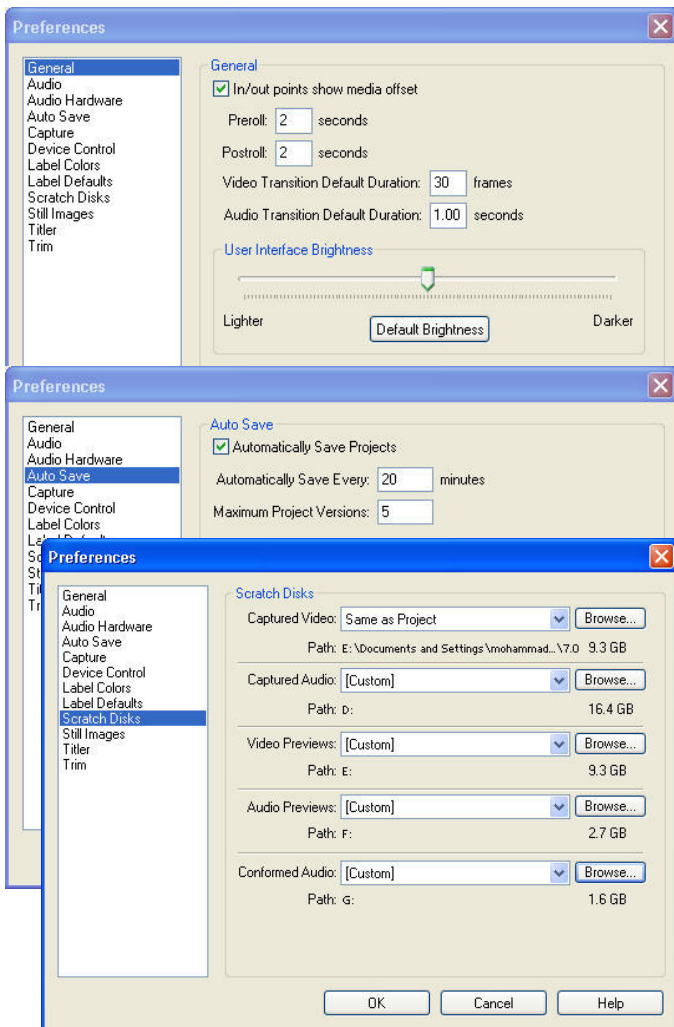 Preferences
General
Audio
Audio Hardware
Auto Save
Capture
Device Control
Label Colors
Label Defaults
Scratch Disks
Still Images
Titler
Trim
General
In/out points show media offset
Preroll: 2 seconds
Postroll: 2 seconds
Video Transition Default Duration: 30 frames
Audio Transition Default Duration: 1.00 seconds
User Interface Brightness
Lighter Default Brightness Darker
Preferences
General
Audio
Audio Hardware
Auto Save
Capture
Device Control
Label Colors
Auto Save
Automatically Save Projects
Automatically Save Every: 20 minutes
Maximum Project Versions: 5
Preferences
General
Audio
Audio Hardware
Auto Save
Capture
Device Control
Label Colors
Label Defaults
Scratch Disks
Still Images
Titler
Trim
Scratch Disks
Captured Video: Same as Project Browse...
Path: E:\Documents and Settings\mohammad...\7.0 9.3 GB
Captured Audio: [Custom] Browse...
Path: D: 16.4 GB
Video Previews: [Custom] Browse...
Path: E: 9.3 GB
Audio Previews: [Custom] Browse...
Path: F: 2.7 GB
Conformed Audio: [Custom] Browse...
Path: G: 1.6 GB
OK Cancel Help